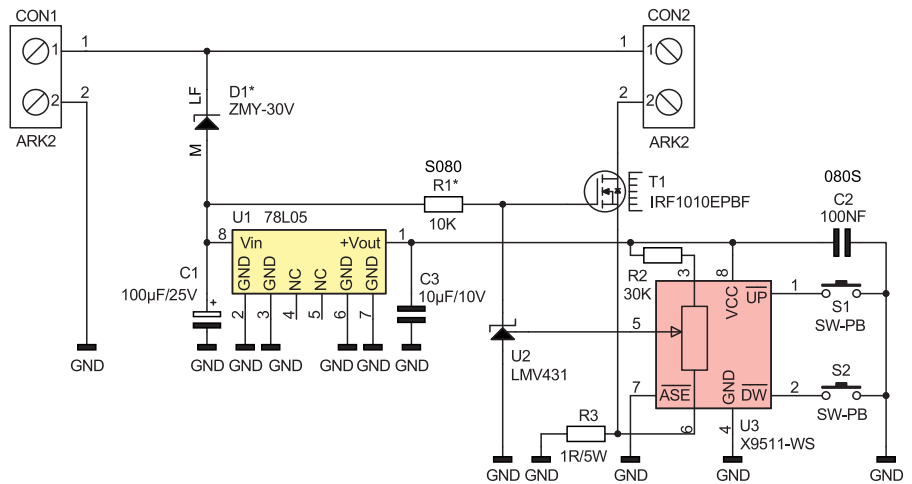 CON1
CON2
1 1
1 1
2 2
2 2
ARK2
ARK2
LF
D1*
ZMY-30V
M
S080
R1*
10K
T1
IRF1010EPBF
080S
C2
100NF
U1 78L05
8 Vin +Vout 1
GND GND NC NC GND GND
2 3 4 5 6 7
C1
100µF/25V
+
C3
10µF/10V
R2
30K
3 8
VCC
UP 1
S1
SW-PB
5
U2
LMV431
7 ASE
GND
DW 2
S2
SW-PB
6 4
U3
X9511-WS
R3
1R/5W
GND GND GND GND GND GND GND
GND GND GND GND GND